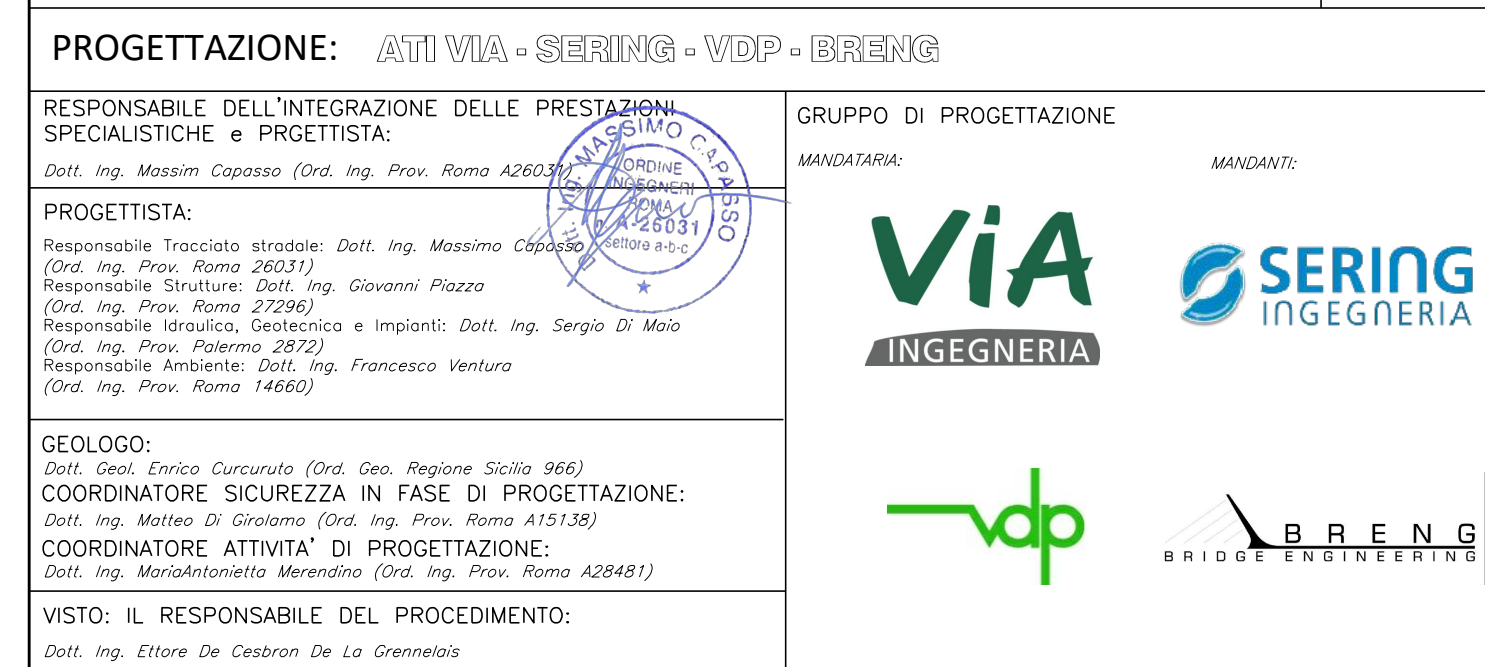 PROGETTAZIONE: ATI VIA - SERING - VDP - BRENG
RESPONSABILE DELL'INTEGRAZIONE DELLE PRESTAZIONI
SPECIALISTICHE e PRGETTISTA:
Dott. Ing. Massim Capasso (Ord. Ing. Prov. Roma A26031)
PROGETTISTA:
Responsabile Tracciato stradale: Dott. Ing. Massimo Capasso
(Ord. Ing. Prov. Roma 26031)
Responsabile Strutture: Dott. Ing. Giovanni Piazza
(Ord. Ing. Prov. Roma 27296)
Responsabile Idraulica, Geotecnica e Impianti: Dott. Ing. Sergio Di Maio
(Ord. Ing. Prov. Palermo 2872)
Responsabile Ambiente: Dott. Ing. Francesco Ventura
(Ord. Ing. Prov. Roma 14660)
Dott. Ing. MASSIMO CAPASSO
ORDINE
INGEGNERI
ROMA
A-26031
settore a-b-c
GEOLOGO:
Dott. Geol. Enrico Curcuruto (Ord. Geo. Regione Sicilia 966)
COORDINATORE SICUREZZA IN FASE DI PROGETTAZIONE:
Dott. Ing. Matteo Di Girolamo (Ord. Ing. Prov. Roma A15138)
COORDINATORE ATTIVITA' DI PROGETTAZIONE:
Dott. Ing. MariaAntonietta Merendino (Ord. Ing. Prov. Roma A28481)
VISTO: IL RESPONSABILE DEL PROCEDIMENTO:
Dott. Ing. Ettore De Cesbron De La Grennelais
GRUPPO DI PROGETTAZIONE
MANDATARIA:
MANDANTI:
ViA
INGEGNERIA
SERING
INGEGNERIA
vdp
BRENG
BRIDGE ENGINEERING